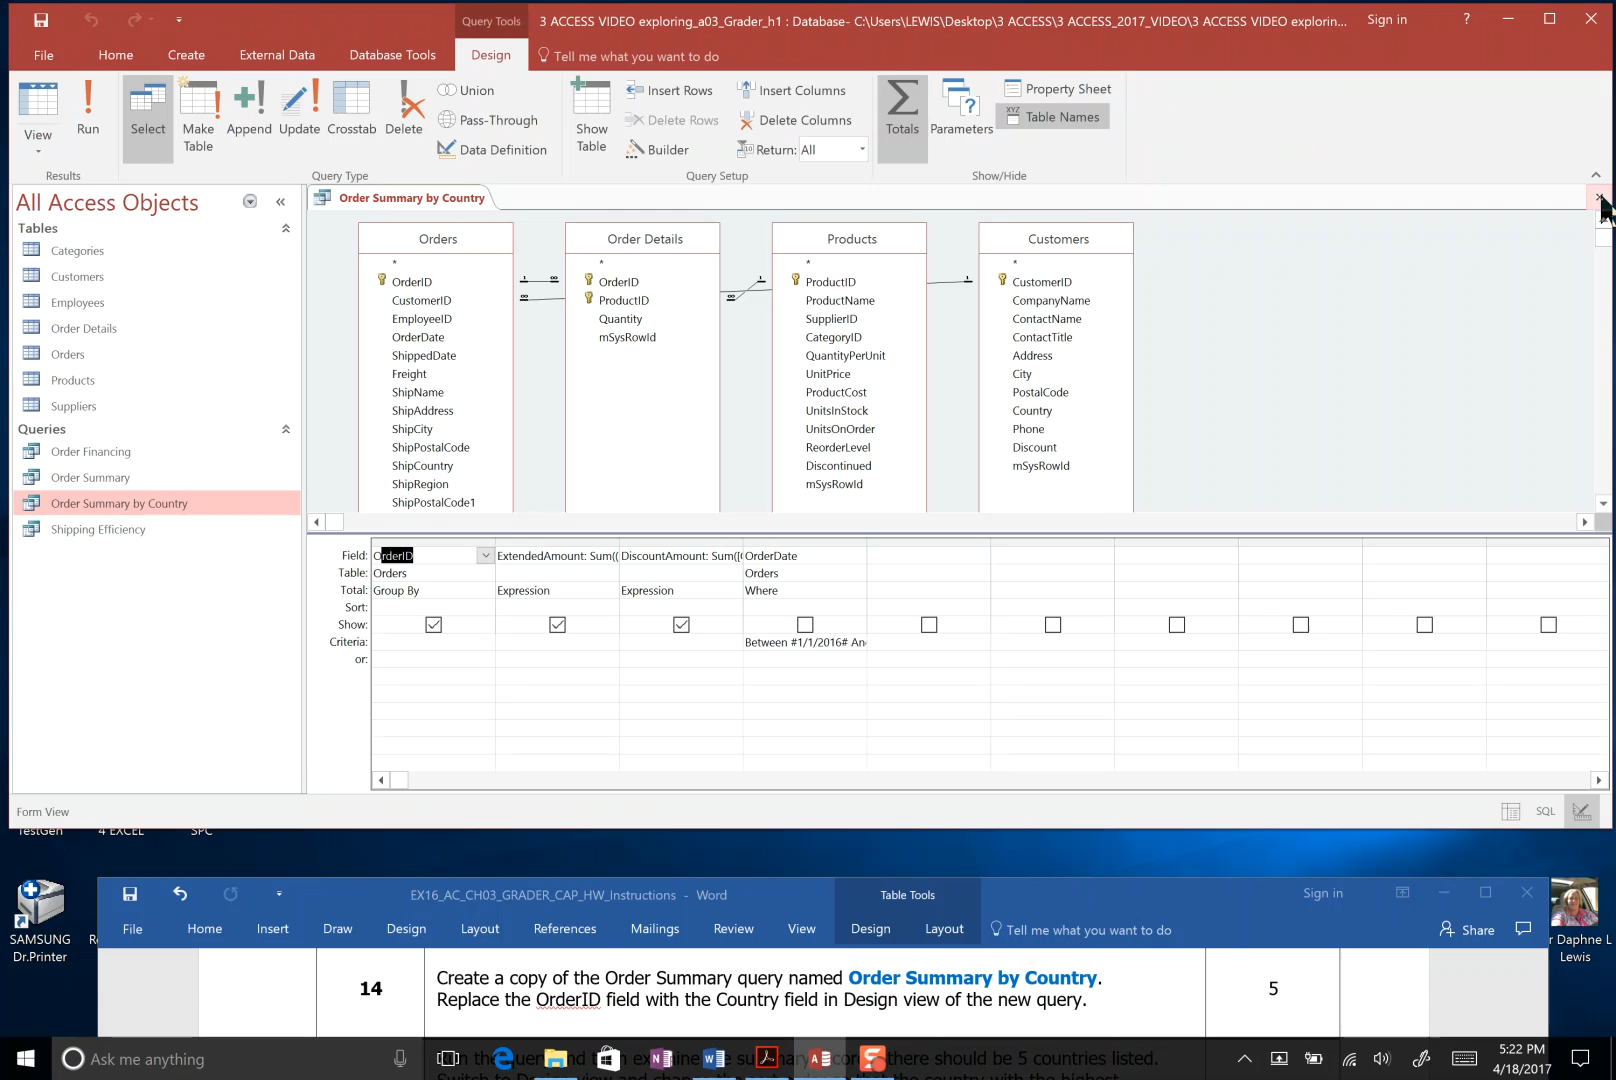 Query Tools
3 ACCESS VIDEO exploring_a03_Grader_h1 : Database- C:\Users\LEWIS\Desktop\3 ACCESS\3 ACCESS_2017_VIDEO\3 ACCESS VIDEO explorin...
Sign in
?
File Home Create External Data Database Tools Design Tell me what you want to do
View
Run
Select
Make Table
Append
Update
Crosstab
Delete
Union
Pass-Through
Data Definition
Show Table
Insert Rows
Delete Rows
Builder
Insert Columns
Delete Columns
Return: All
Totals
Parameters
Property Sheet
Table Names
Results Query Type Query Setup Show/Hide
All Access Objects
Tables
Categories
Customers
Employees
Order Details
Orders
Products
Suppliers
Queries
Order Financing
Order Summary
Order Summary by Country
Shipping Efficiency
Order Summary by Country
Orders
*
OrderID
CustomerID
EmployeeID
OrderDate
ShippedDate
Freight
ShipName
ShipAddress
ShipCity
ShipPostalCode
ShipCountry
ShipRegion
ShipPostalCode1
Order Details
*
OrderID
ProductID
Quantity
mSysRowId
Products
*
ProductID
ProductName
SupplierID
CategoryID
QuantityPerUnit
UnitPrice
ProductCost
UnitsInStock
UnitsOnOrder
ReorderLevel
Discontinued
mSysRowId
Customers
*
CustomerID
CompanyName
ContactName
ContactTitle
Address
City
PostalCode
Country
Phone
Discount
mSysRowId
Field: OrderID ExtendedAmount: Sum(( DiscountAmount: Sum([ OrderDate
Table: Orders Orders
Total: Group By Expression Expression Where
Sort:
Show:
Criteria: Between #1/1/2016# An
or:
Form View
SQL
TestGen 4 EXCEL SPC
SAMSUNG
Dr.Printer
EX16_AC_CH03_GRADER_CAP_HW_Instructions - Word
Table Tools
Sign in
File Home Insert Draw Design Layout References Mailings Review View Design Layout Tell me what you want to do Share
r Daphne L
Lewis
14 Create a copy of the Order Summary query named Order Summary by Country. 5
Replace the OrderID field with the Country field in Design view of the new query.
Ask me anything
there should be 5 countries listed.
5:22 PM
4/18/2017